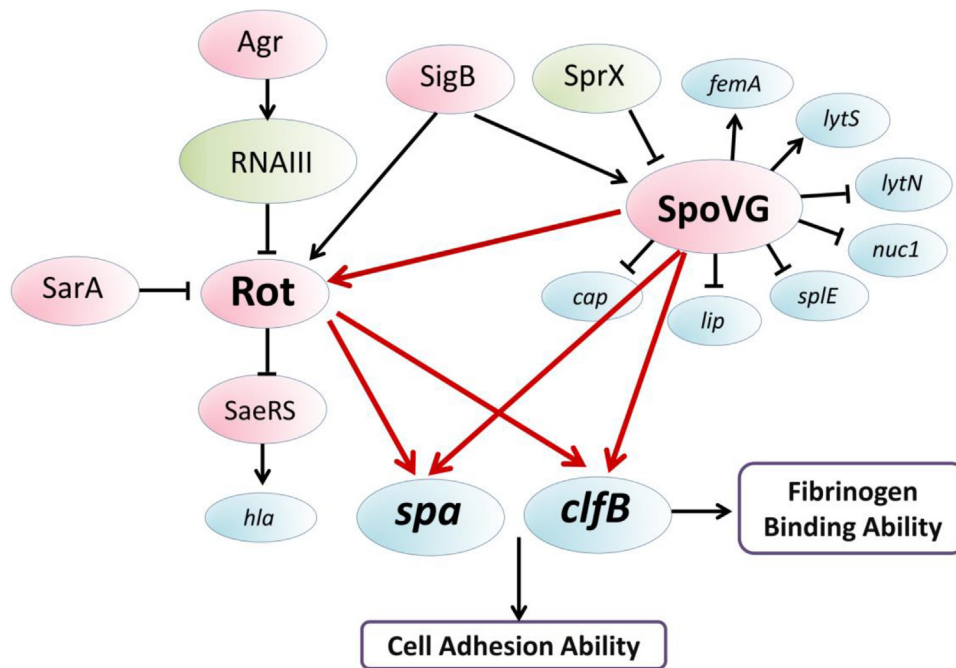 Agr
SigB
SprX
femA
lytS
RNAIII
lytN
SpoVG
nuc1
SarA
Rot
cap
splE
lip
SaeRS
hla
spa
clfB
Fibrinogen
Binding Ability
Cell Adhesion Ability